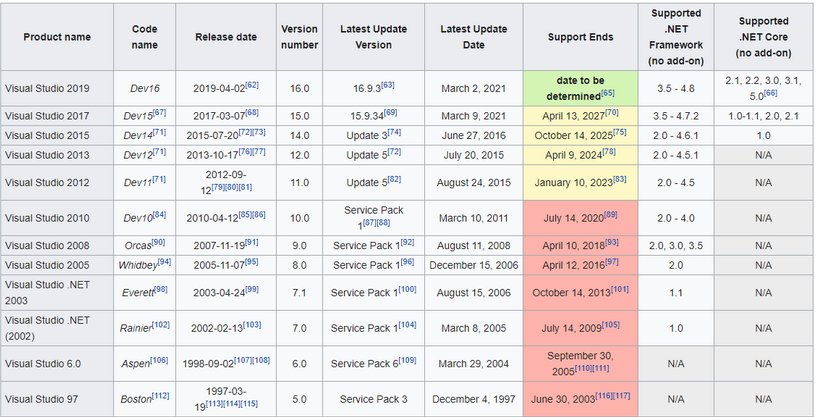 Product name | Code name | Release date | Version number | Latest Update Version | Latest Update Date | Support Ends | Supported .NET Framework (no add-on) | Supported .NET Core (no add-on)
Visual Studio 2019 | Dev16 | 2019-04-02[62] | 16.0 | 16.9.3[63] | March 2, 2021 | date to be determined[65] | 3.5 - 4.8 | 2.1, 2.2, 3.0, 3.1, 5.0[66]
Visual Studio 2017 | Dev15[67] | 2017-03-07[68] | 15.0 | 15.9.34[69] | March 9, 2021 | April 13, 2027[70] | 3.5 - 4.7.2 | 1.0-1.1, 2.0, 2.1
Visual Studio 2015 | Dev14[71] | 2015-07-20[72][73] | 14.0 | Update 3[74] | June 27, 2016 | October 14, 2025[75] | 2.0 - 4.6.1 | 1.0
Visual Studio 2013 | Dev12[71] | 2013-10-17[76][77] | 12.0 | Update 5[72] | July 20, 2015 | April 9, 2024[78] | 2.0 - 4.5.1 | N/A
Visual Studio 2012 | Dev11[71] | 2012-09-12[79][80][81] | 11.0 | Update 5[82] | August 24, 2015 | January 10, 2023[83] | 2.0 - 4.5 | N/A
Visual Studio 2010 | Dev10[84] | 2010-04-12[85][86] | 10.0 | Service Pack 1[87][88] | March 10, 2011 | July 14, 2020[89] | 2.0 - 4.0 | N/A
Visual Studio 2008 | Orcas[90] | 2007-11-19[91] | 9.0 | Service Pack 1[92] | August 11, 2008 | April 10, 2018[93] | 2.0, 3.0, 3.5 | N/A
Visual Studio 2005 | Whidbey[94] | 2005-11-07[95] | 8.0 | Service Pack 1[96] | December 15, 2006 | April 12, 2016[97] | 2.0 | N/A
Visual Studio .NET 2003 | Everett[98] | 2003-04-24[99] | 7.1 | Service Pack 1[100] | August 15, 2006 | October 14, 2013[101] | 1.1 | N/A
Visual Studio .NET (2002) | Rainier[102] | 2002-02-13[103] | 7.0 | Service Pack 1[104] | March 8, 2005 | July 14, 2009[105] | 1.0 | N/A
Visual Studio 6.0 | Aspen[106] | 1998-09-02[107][108] | 6.0 | Service Pack 6[109] | March 29, 2004 | September 30, 2005[110][111] | N/A | N/A
Visual Studio 97 | Boston[112] | 1997-03-19[113][114][115] | 5.0 | Service Pack 3 | December 4, 1997 | June 30, 2003[116][117] | N/A | N/A